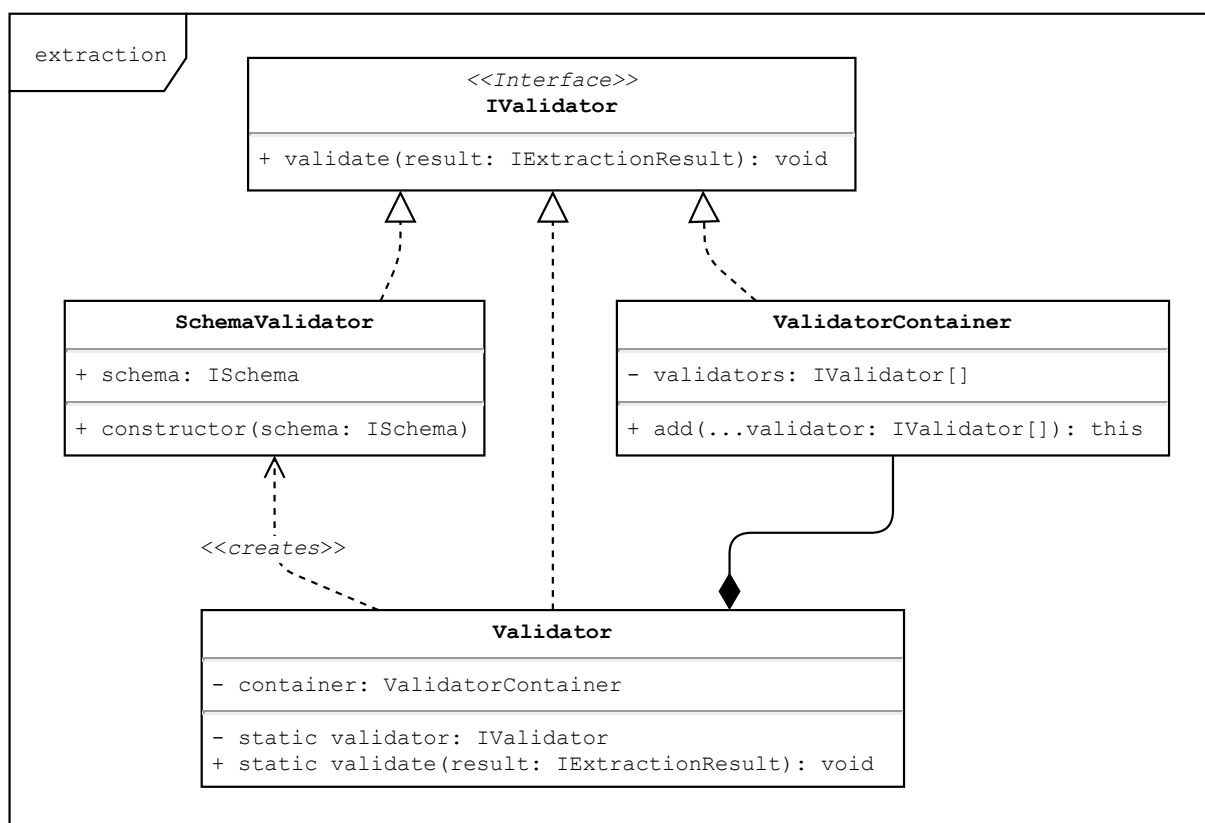 extraction
<<Interface>>
IValidator
+ validate(result: IExtractionResult): void
SchemaValidator
+ schema: ISchema
+ constructor(schema: ISchema)
ValidatorContainer
- validators: IValidator[]
+ add(...validator: IValidator[]): this
<<creates>>
Validator
- container: ValidatorContainer
- static validator: IValidator
+ static validate(result: IExtractionResult): void